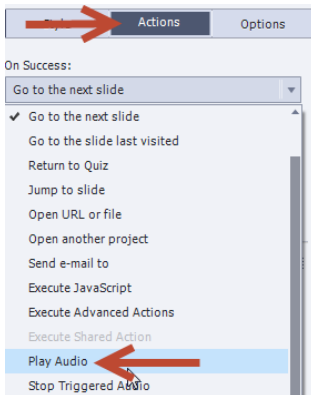 Style Actions Options
On Success:
Go to the next slide
Go to the next slide
Go to the slide last visited
Return to Quiz
Jump to slide
Open URL or file
Open another project
Send e-mail to
Execute JavaScript
Execute Advanced Actions
Execute Shared Action
Play Audio
Stop Triggered Audio